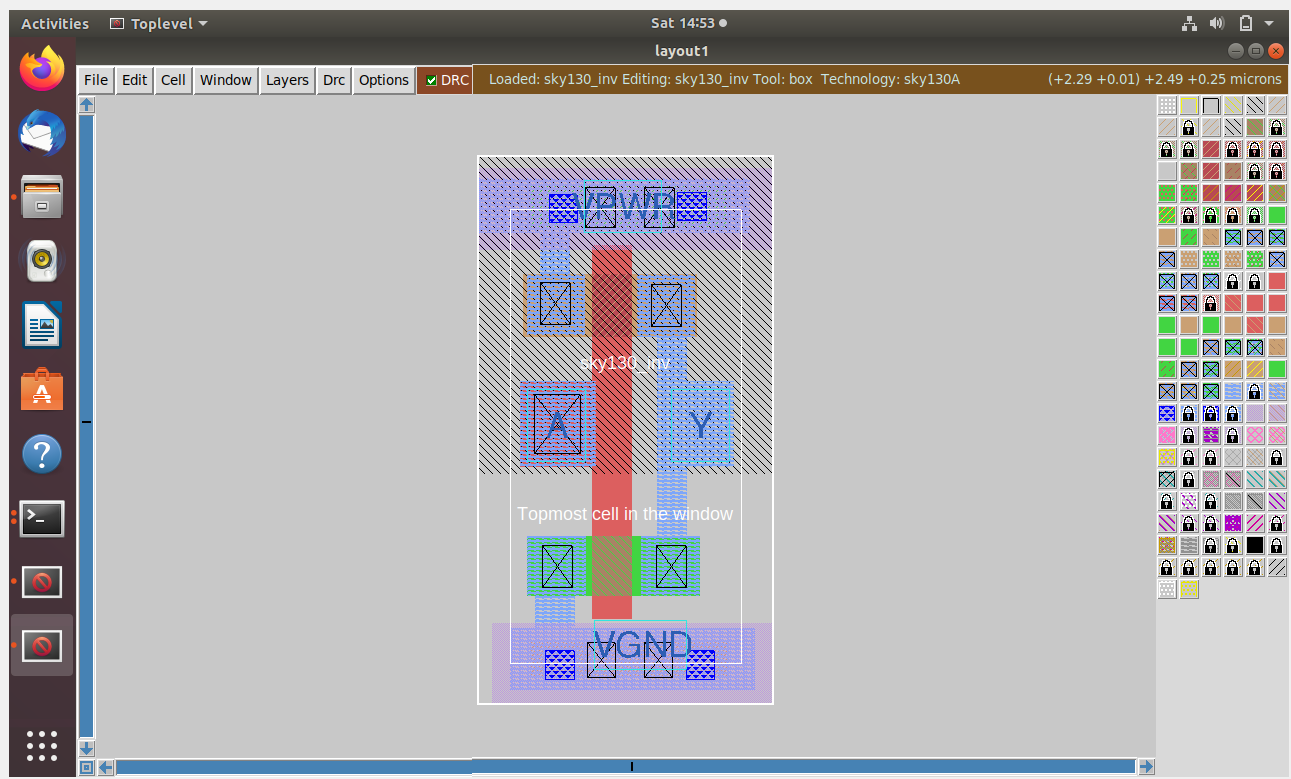 Activities Toplevel Sat 14:53
layout1
File Edit Cell Window Layers Drc Options DRC Loaded: sky130_inv Editing: sky130_inv Tool: box Technology: sky130A (+2.29 +0.01) +2.49 +0.25 microns
VPWR
sky130_inv
A Y
Topmost cell in the window
VGND